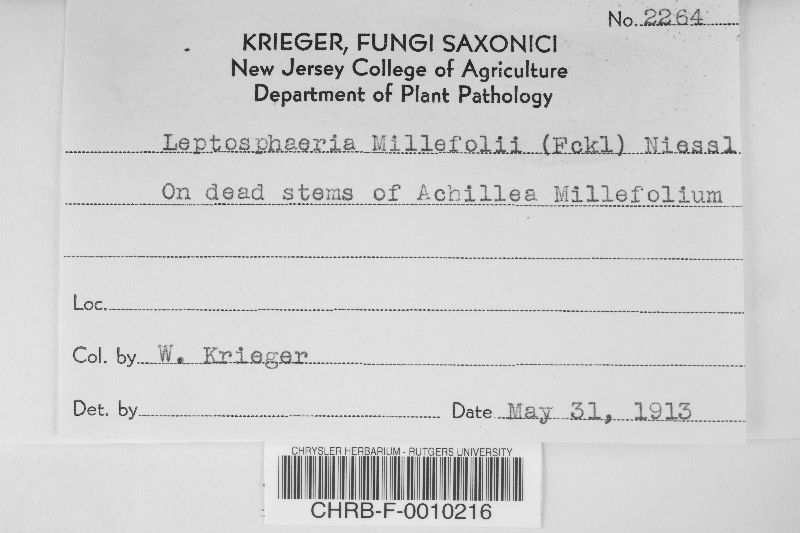 No. 2264
KRIEGER, FUNGI SAXONICI
New Jersey College of Agriculture
Department of Plant Pathology
Leptosphaeria Millefolii (Fckl) Niessl
On dead stems of Achillea Millefolium
Loc.
Col. by W. Krieger
Det. by Date May 31, 1913
CHRYSLER HERBARIUM - RUTGERS UNIVERSITY
CHRB-F-0010216